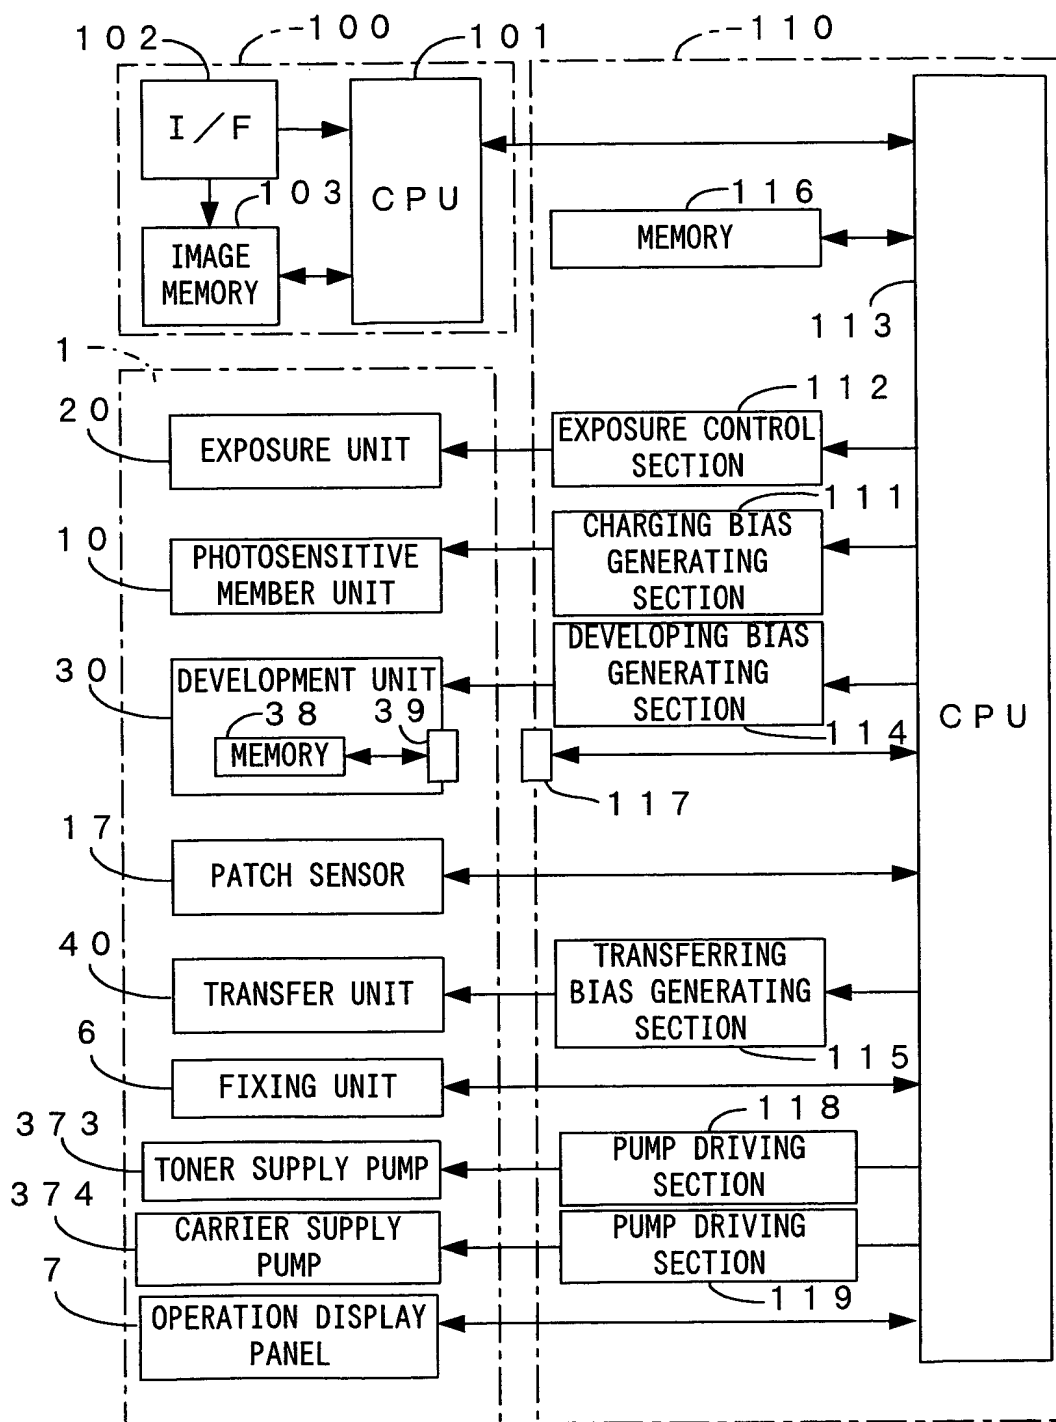 102
100
101
110
I/F
CPU
103
IMAGE
MEMORY
116
MEMORY
113
1
20
EXPOSURE UNIT
112
EXPOSURE CONTROL
SECTION
111
10
PHOTOSENSITIVE
MEMBER UNIT
CHARGING BIAS
GENERATING
SECTION
30
DEVELOPMENT UNIT
38
39
MEMORY
DEVELOPING BIAS
GENERATING
SECTION
114
CPU
117
17
PATCH SENSOR
40
TRANSFER UNIT
TRANSFERRING
BIAS GENERATING
SECTION
115
6
FIXING UNIT
373
TONER SUPPLY PUMP
118
PUMP DRIVING
SECTION
374
CARRIER SUPPLY
PUMP
PUMP DRIVING
SECTION
119
7
OPERATION DISPLAY
PANEL